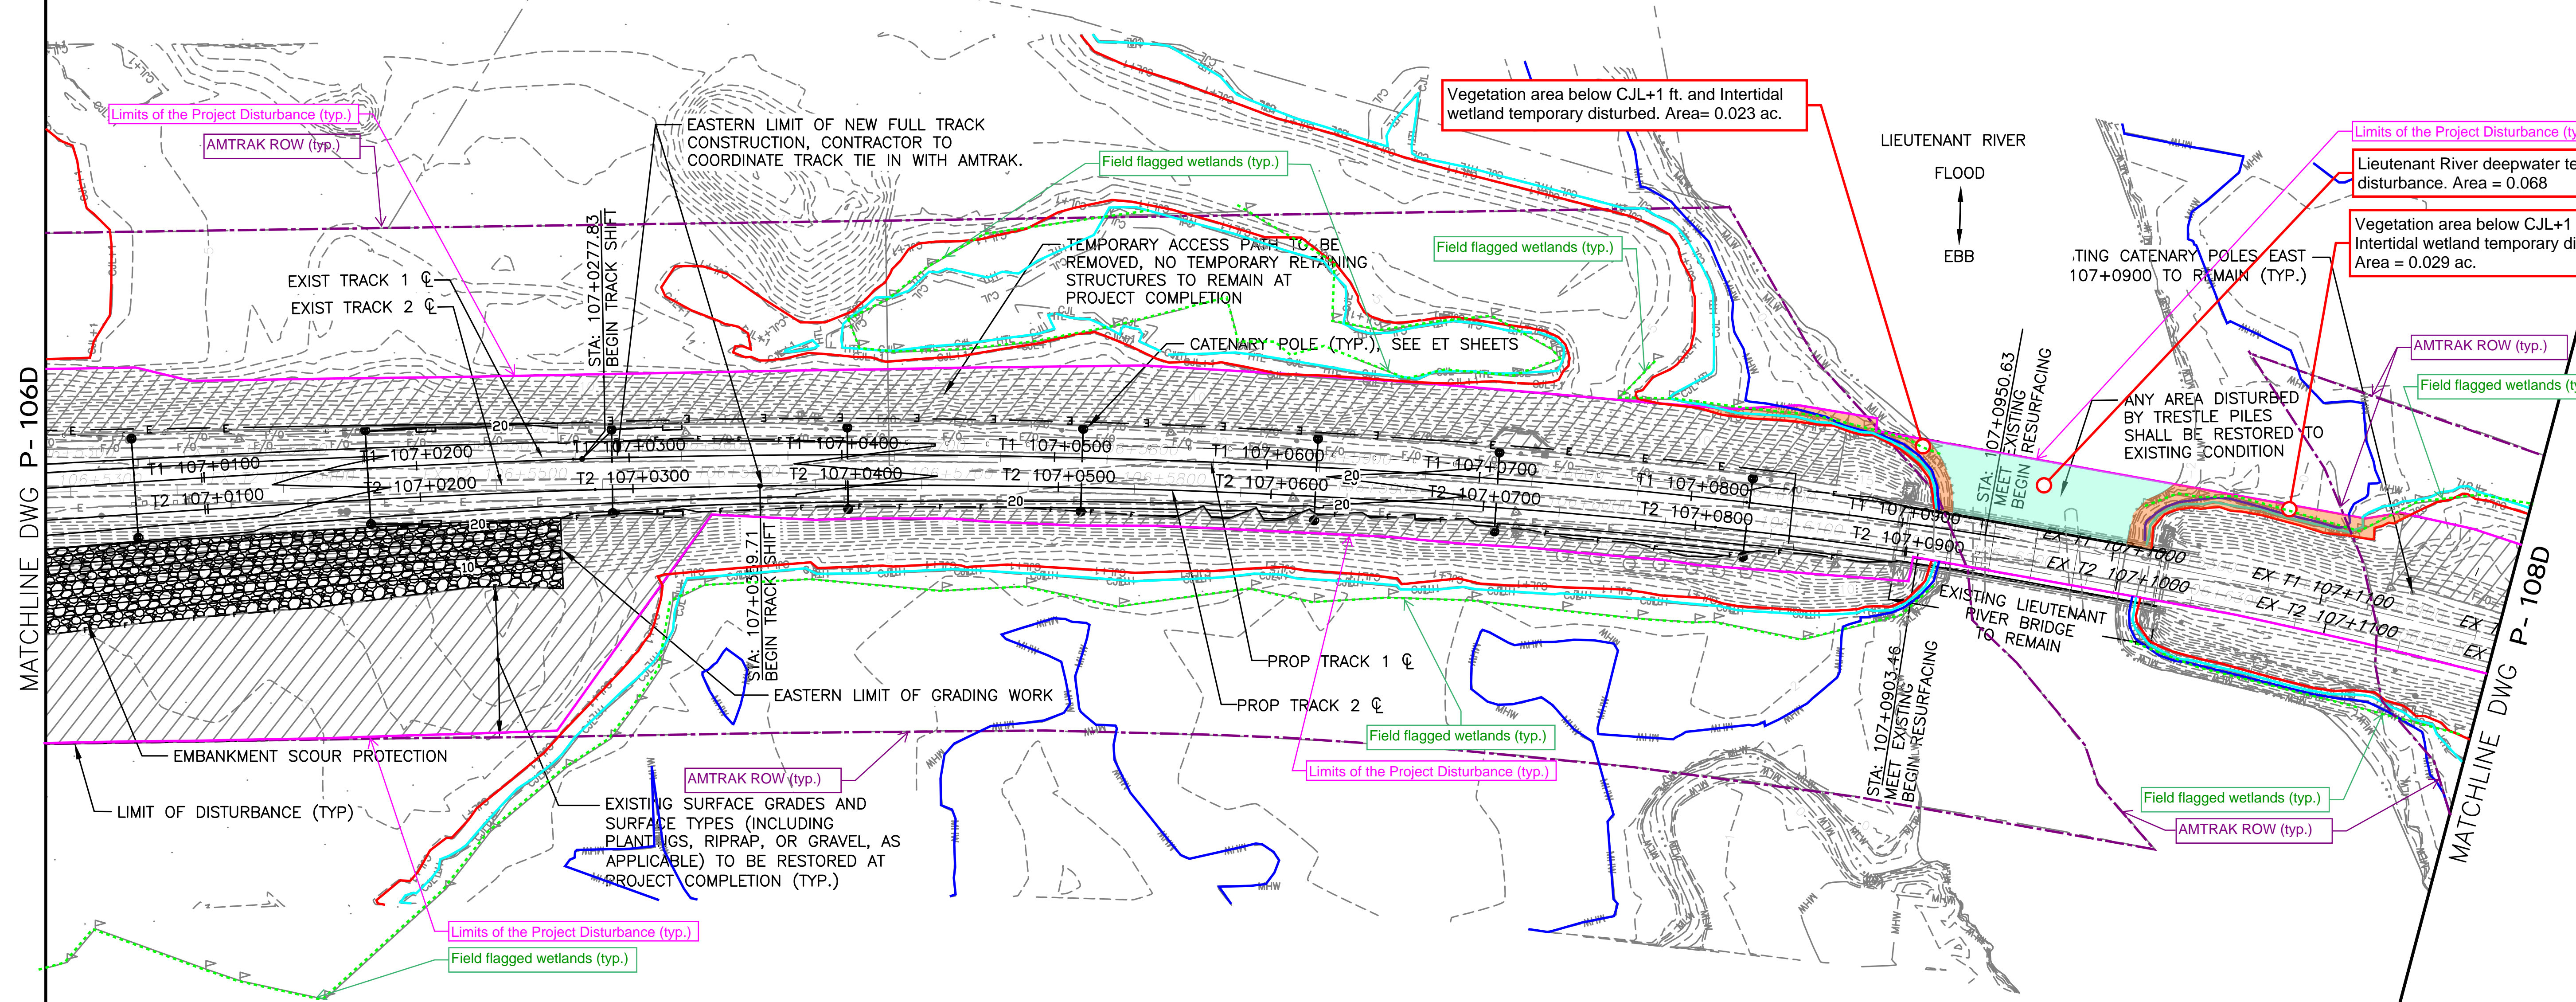 MATCHLINE DWG P-106D
Limits of the Project Disturbance (typ.)
AMTRAK ROW (typ.)
EASTERN LIMIT OF NEW FULL TRACK
CONSTRUCTION, CONTRACTOR TO
COORDINATE TRACK TIE IN WITH AMTRAK.
Field flagged wetlands (typ.)
Vegetation area below CJL+1 ft. and Intertidal
wetland temporary disturbed. Area= 0.023 ac.
LIEUTENANT RIVER
FLOOD
EBB
Limits of the Project Disturbance (ty
Lieutenant River deepwater te
disturbance. Area = 0.068
Vegetation area below CJL+1
Intertidal wetland temporary di
Area = 0.029 ac.
TING CATENARY POLES EAST
107+0900 TO REMAIN (TYP.)
Field flagged wetlands (typ.)
TEMPORARY ACCESS PATH TO BE
REMOVED, NO TEMPORARY RETAINING
STRUCTURES TO REMAIN AT
PROJECT COMPLETION
EXIST TRACK 1 ℄
EXIST TRACK 2 ℄
STA: 107+0277.83
BEGIN TRACK SHIFT
CATENARY POLE (TYP.), SEE ET SHEETS
AMTRAK ROW (typ.)
Field flagged wetlands (ty
STA: 107+0950.63
MEET EXISTING
BEGIN RESURFACING
ANY AREA DISTURBED
BY TRESTLE PILES
SHALL BE RESTORED TO
EXISTING CONDITION
T1 107+0100
T1 107+0200
T1 107+0300
T1 107+0400
T1 107+0500
T1 107+0600
T1 107+0700
T1 107+0800
T1 107+0900
EX T1 107+1000
EX T1 107+1100
T2 107+0100
T2 107+0200
T2 107+0300
T2 107+0400
T2 107+0500
T2 107+0600
T2 107+0700
T2 107+0800
T2 107+0900
EX T2 107+1000
EX T2 107+1100
20
20
20
20
20
10
STA: 107+0339.71
BEGIN TRACK SHIFT
EXISTING LIEUTENANT
RIVER BRIDGE
TO REMAIN
STA: 107+0903.46
MEET EXISTING
BEGIN RESURFACING
PROP TRACK 1 ℄
PROP TRACK 2 ℄
EASTERN LIMIT OF GRADING WORK
Field flagged wetlands (typ.)
Limits of the Project Disturbance (typ.)
AMTRAK ROW (typ.)
EMBANKMENT SCOUR PROTECTION
LIMIT OF DISTURBANCE (TYP)
EXISTING SURFACE GRADES AND
SURFACE TYPES (INCLUDING
PLANTINGS, RIPRAP, OR GRAVEL, AS
APPLICABLE) TO BE RESTORED AT
PROJECT COMPLETION (TYP.)
Field flagged wetlands (typ.)
AMTRAK ROW (typ.)
Limits of the Project Disturbance (typ.)
Field flagged wetlands (typ.)
MATCHLINE DWG P-108D